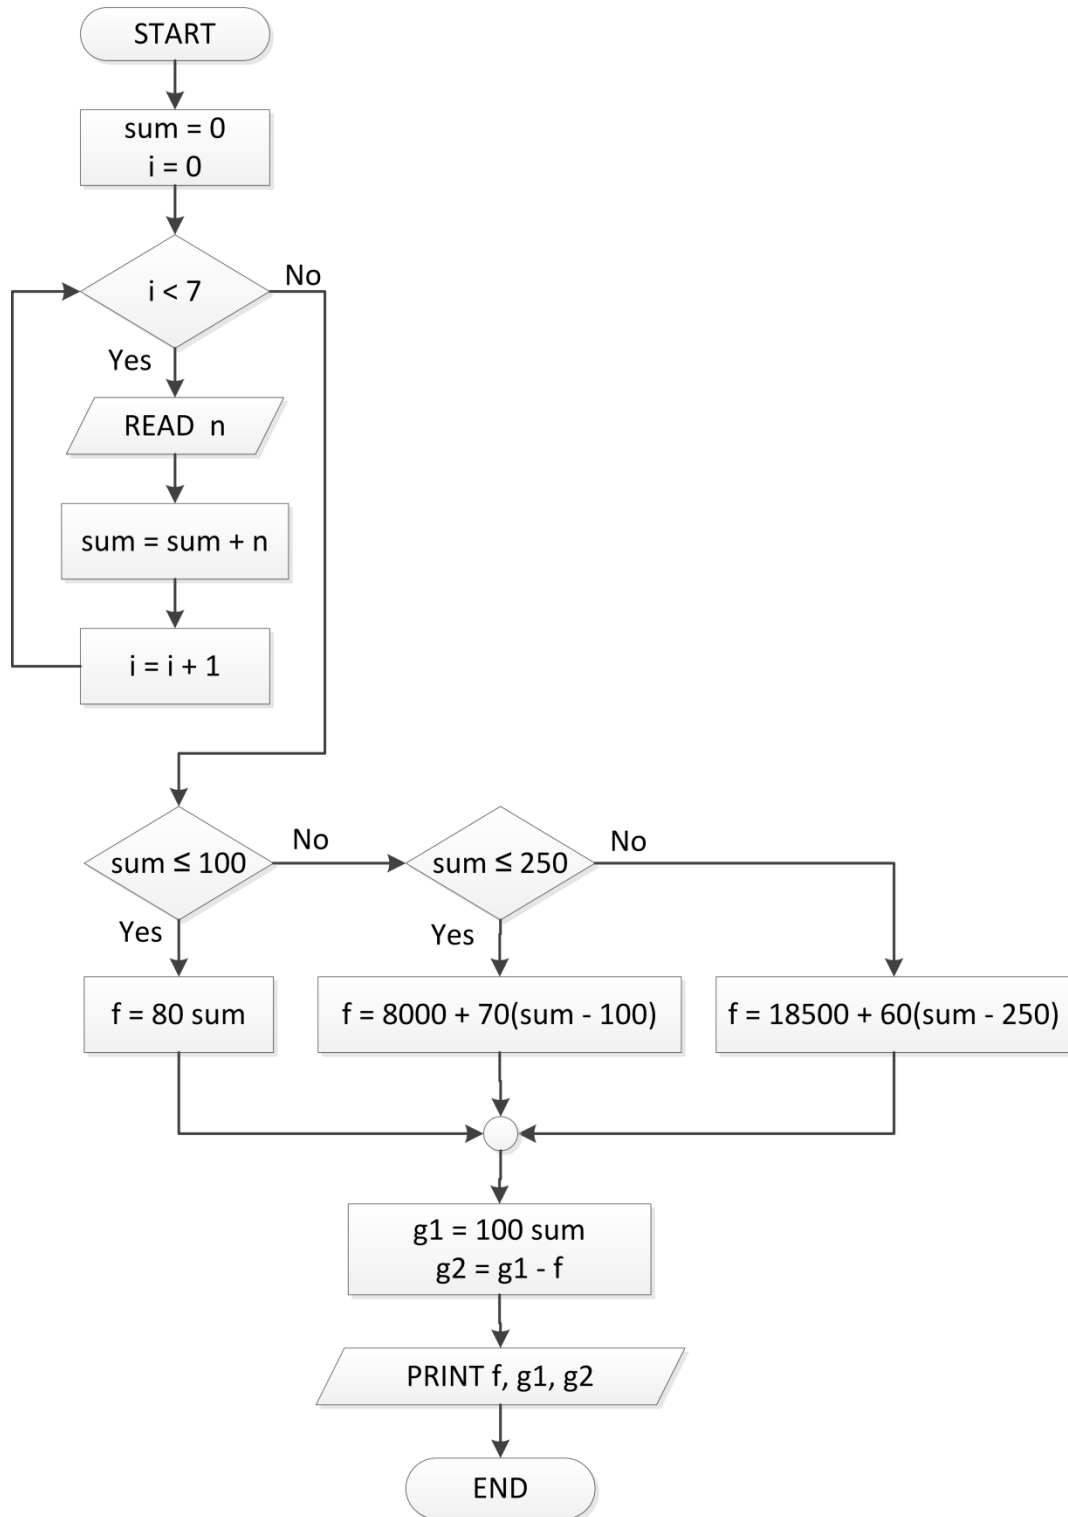 START
sum = 0
i = 0
i < 7
No
Yes
READ  n
sum = sum + n
i = i + 1
sum ≤ 100
No
sum ≤ 250
No
Yes
Yes
f = 80 sum
f = 8000 + 70(sum - 100)
f = 18500 + 60(sum - 250)
g1 = 100 sum
g2 = g1 - f
PRINT f, g1, g2
END